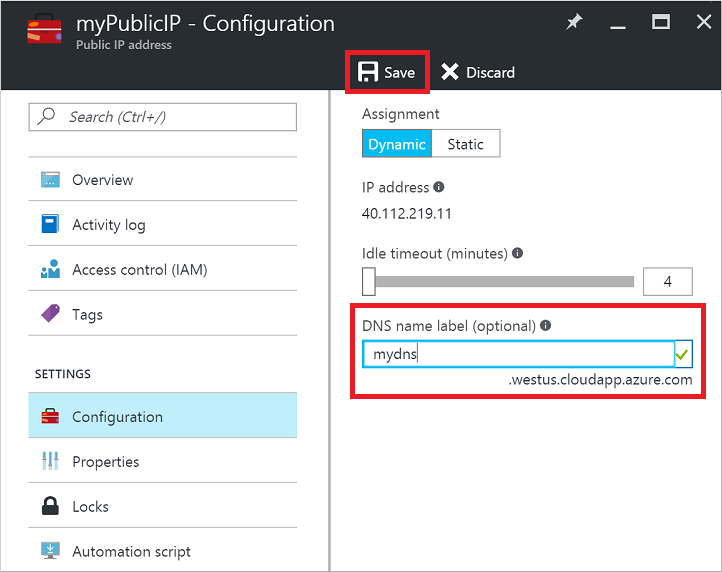 myPublicIP - Configuration
Public IP address
Save
Discard
Search (Ctrl+/)
Overview
Activity log
Access control (IAM)
Tags
SETTINGS
Configuration
Properties
Locks
Automation script
Assignment
Dynamic
Static
IP address
40.112.219.11
Idle timeout (minutes)
4
DNS name label (optional)
mydns
.westus.cloudapp.azure.com